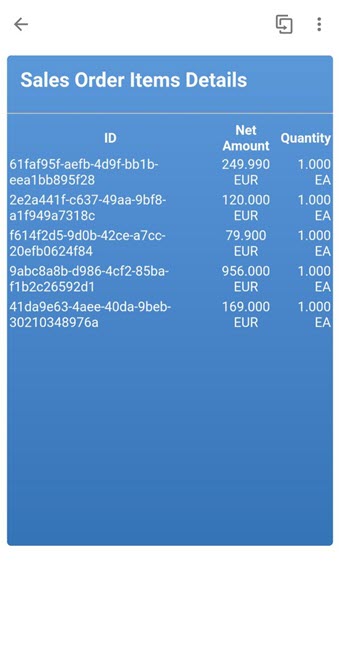 Sales Order Items Details
ID Net Amount Quantity
61faf95f-aefb-4d9f-bb1b- 249.990 1.000
eea1bb895f28 EUR EA
2e2a441f-c637-49aa-9bf8- 120.000 1.000
a1f949a7318c EUR EA
f614f2d5-9d0b-42ce-a7cc- 79.900 1.000
20efb0624f84 EUR EA
9abc8a8b-d986-4cf2-85ba- 956.000 1.000
f1b2c26592d1 EUR EA
41da9e63-4aee-40da-9beb- 169.000 1.000
30210348976a EUR EA